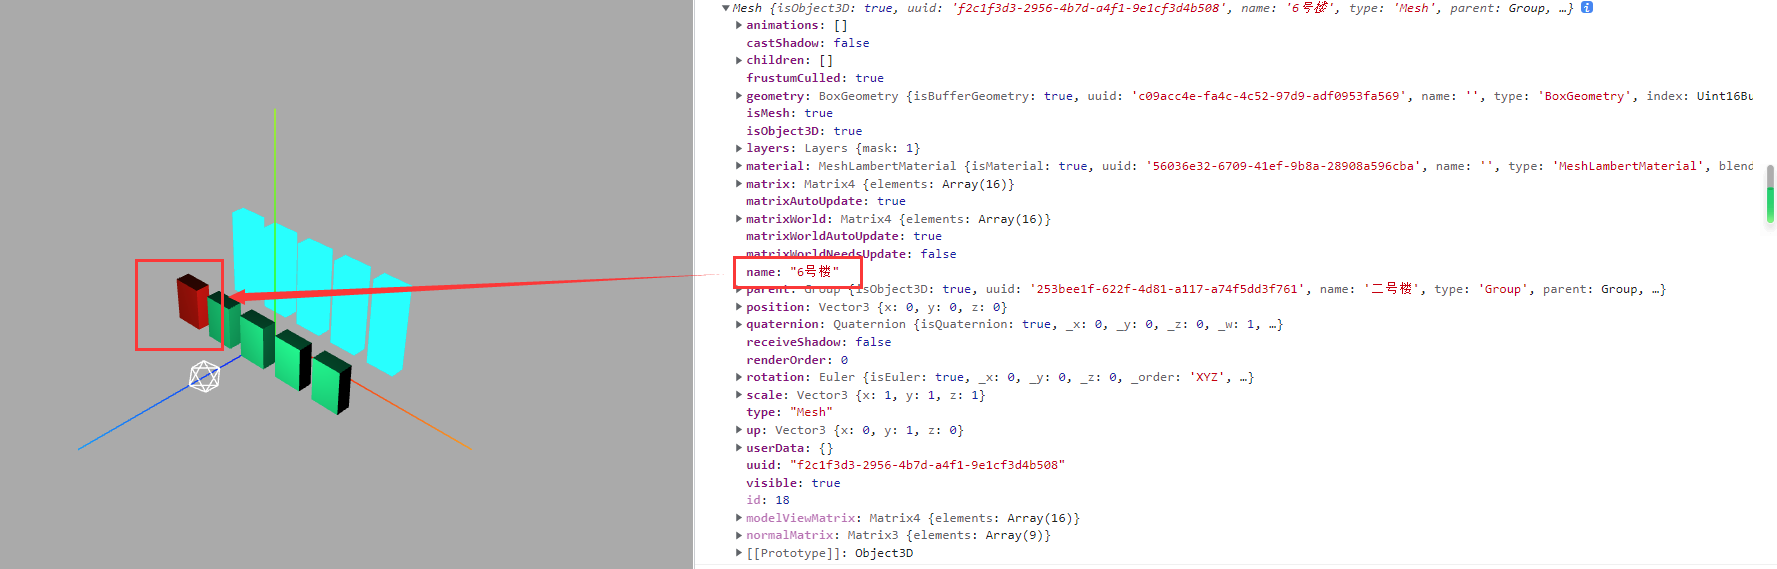 Mesh {isObject3D: true, uuid: 'f2c1f3d3-2956-4b7d-a4f1-9e1cf3d4b508', name: '6号楼', type: 'Mesh', parent: Group, …}
animations: []
castShadow: false
children: []
frustumCulled: true
geometry: BoxGeometry {isBufferGeometry: true, uuid: 'c09acc4e-fa4c-4c52-97d9-adf0953fa569', name: '', type: 'BoxGeometry', index: Uint16Bu
isMesh: true
isObject3D: true
layers: Layers {mask: 1}
material: MeshLambertMaterial {isMaterial: true, uuid: '56036e32-6709-41ef-9b8a-28908a596cba', name: '', type: 'MeshLambertMaterial', blend
matrix: Matrix4 {elements: Array(16)}
matrixAutoUpdate: true
matrixWorld: Matrix4 {elements: Array(16)}
matrixWorldAutoUpdate: true
matrixWorldNeedsUpdate: false
name: "6号楼"
parent: Group {isObject3D: true, uuid: '253bee1f-622f-4d81-a117-a74f5dd3f761', name: '二号楼', type: 'Group', parent: Group, …}
position: Vector3 {x: 0, y: 0, z: 0}
quaternion: Quaternion {isQuaternion: true, _x: 0, _y: 0, _z: 0, _w: 1, …}
receiveShadow: false
renderOrder: 0
rotation: Euler {isEuler: true, _x: 0, _y: 0, _z: 0, _order: 'XYZ', …}
scale: Vector3 {x: 1, y: 1, z: 1}
type: "Mesh"
up: Vector3 {x: 0, y: 1, z: 0}
userData: {}
uuid: "f2c1f3d3-2956-4b7d-a4f1-9e1cf3d4b508"
visible: true
id: 18
modelViewMatrix: Matrix4 {elements: Array(16)}
normalMatrix: Matrix3 {elements: Array(9)}
[[Prototype]]: Object3D